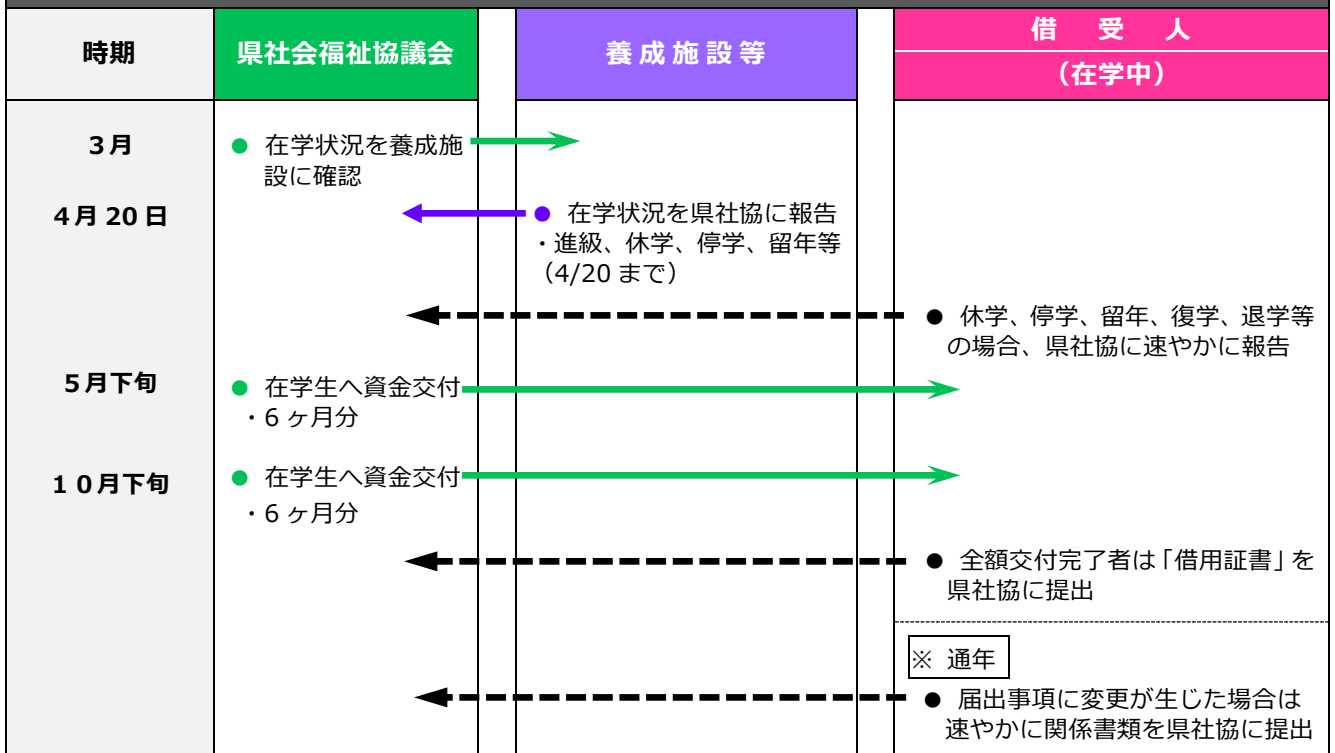 時期
県社会福祉協議会
養成施設等
借 受 人
（在学中）
3月
● 在学状況を養成施
設に確認
4月 20 日
● 在学状況を県社協に報告
・進級、休学、停学、留年等
（4/20 まで）
● 休学、停学、留年、復学、退学等
の場合、県社協に速やかに報告
5月下旬
● 在学生へ資金交付
・6 ヶ月分
１０月下旬
● 在学生へ資金交付
・6 ヶ月分
● 全額交付完了者は「借用証書」を
県社協に提出
※ 通年
● 届出事項に変更が生じた場合は
速やかに関係書類を県社協に提出